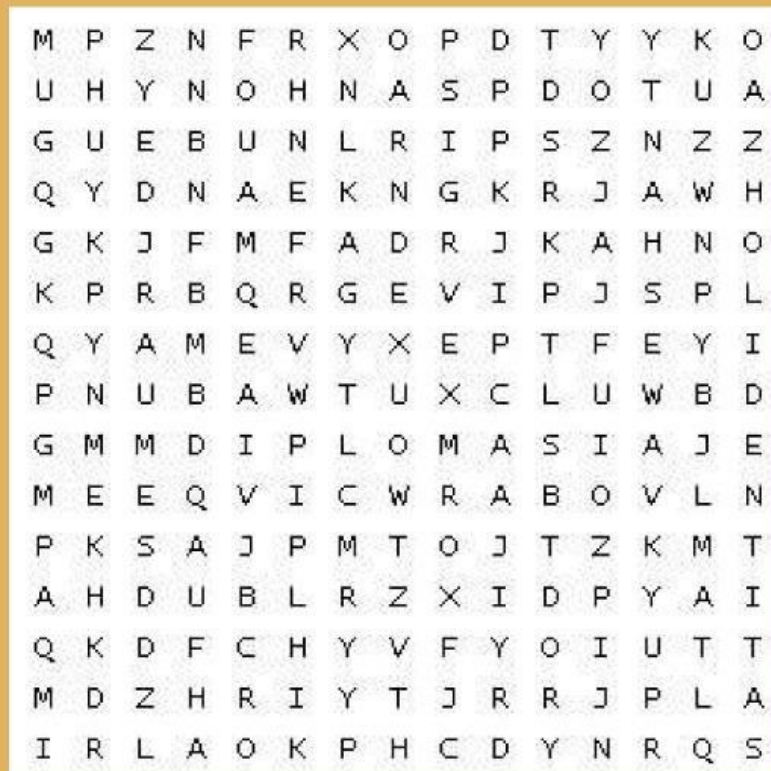 M P Z N F R X O P D T Y Y K O
U H Y N O H N A S P D O T U A
G U E B U N L R I P S Z N Z Z
Q Y D N A E K N G K R J A W H
G K J F M F A D R J K A H N O
K P R B Q R G E V I P J S P L
Q Y A M E V Y X E P T F E Y I
P N U B A W T U X C L U W B D
G M M D I P L O M A S I A J E
M E E Q V I C W R A B O V L N
P K S A J P M T O J T Z K M T
A H D U B L R Z X I D P Y A I
Q K D F C H Y V F Y O I U T T
M D Z H R I Y T J R R J P L A
I R L A O K P H C D Y N R Q S